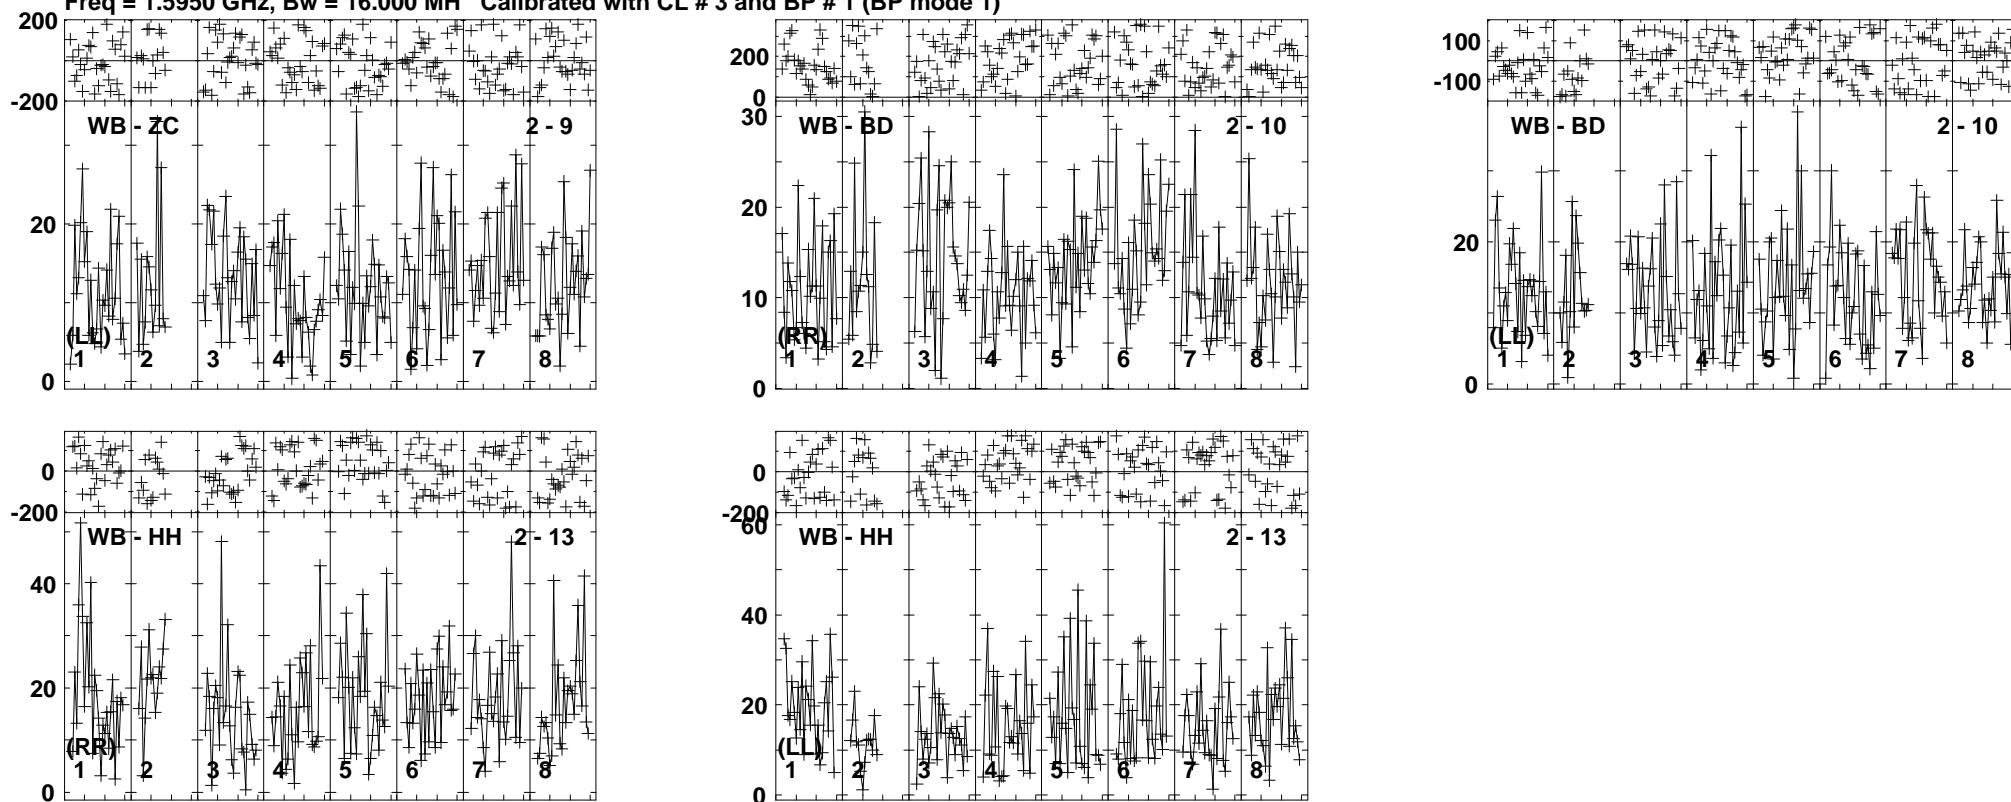 Freq = 1.5950 GHz, Bw = 16.000 MH   Calibrated with CL # 3 and BP # 1 (BP mode 1)
200
-200
WB - ZC 2 - 9
20
0
(LL)
1 2 3 4 5 6 7 8
200
0
30
WB - BD 2 - 10
20
10
0
(RR)
1 2 3 4 5 6 7 8
100
-100
WB - BD 2 - 10
20
0
(LL)
1 2 3 4 5 6 7 8
0
-200
WB - HH 2 - 13
40
20
0
(RR)
1 2 3 4 5 6 7 8
0
-200
60
WB - HH 2 - 13
40
20
0
(LL)
1 2 3 4 5 6 7 8